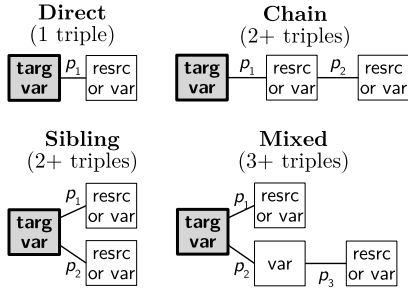 Direct
(1 triple)
targ
var
p1
resrc
or var
Chain
(2+ triples)
targ
var
p1
resrc
or var
p2
resrc
or var
Sibling
(2+ triples)
targ
var
p1
resrc
or var
p2
resrc
or var
Mixed
(3+ triples)
targ
var
p1
resrc
or var
p2
var
p3
resrc
or var